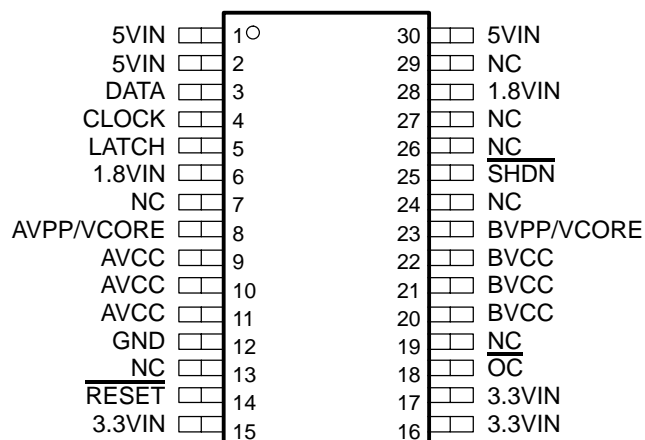 5VIN 1 30 5VIN
5VIN 2 29 NC
DATA 3 28 1.8VIN
CLOCK 4 27 NC
LATCH 5 26 NC
1.8VIN 6 25 SHDN
NC 7 24 NC
AVPP/VCORE 8 23 BVPP/VCORE
AVCC 9 22 BVCC
AVCC 10 21 BVCC
AVCC 11 20 BVCC
GND 12 19 NC
NC 13 18 OC
RESET 14 17 3.3VIN
3.3VIN 15 16 3.3VIN